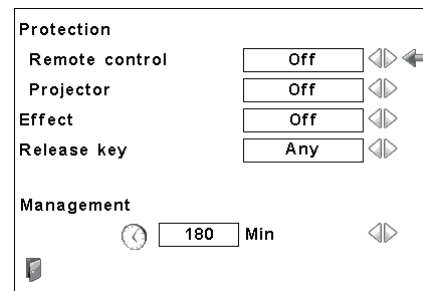 Protection
Remote control Off
Projector Off
Effect Off
Release key Any
Management
180 Min